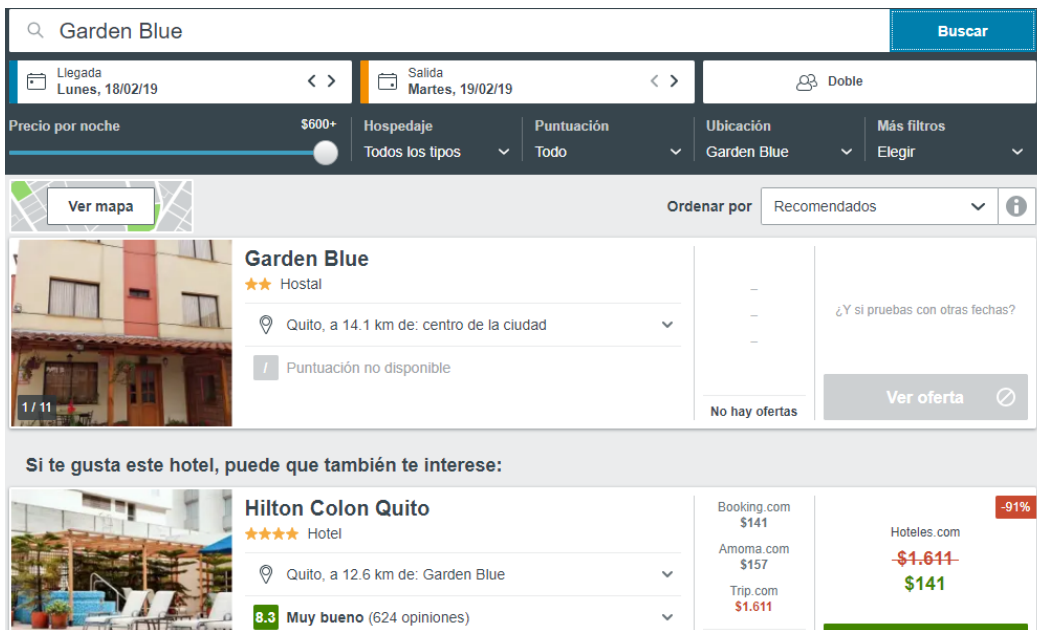 Garden Blue
Buscar
Llegada
Lunes, 18/02/19
Salida
Martes, 19/02/19
Doble
Precio por noche
$600+
Hospedaje
Todos los tipos
Puntuación
Todo
Ubicación
Garden Blue
Más filtros
Elegir
Ver mapa
Ordenar por
Recomendados
Garden Blue
Hostal
Quito, a 14.1 km de: centro de la ciudad
/ Puntuación no disponible
1 / 11
No hay ofertas
¿Y si pruebas con otras fechas?
Ver oferta
Si te gusta este hotel, puede que también te interese:
Hilton Colon Quito
Hotel
Quito, a 12.6 km de: Garden Blue
8.3 Muy bueno (624 opiniones)
Booking.com
$141
Amoma.com
$157
Trip.com
$1.611
-91%
Hoteles.com
$1.611
$141